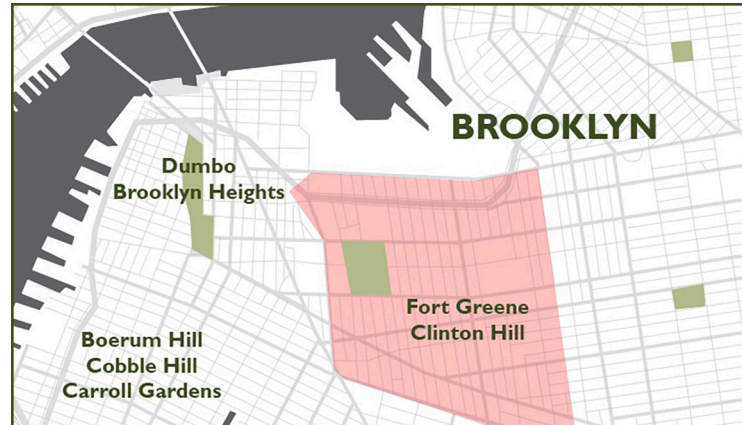 BROOKLYN
Dumbo
Brooklyn Heights
Fort Greene
Clinton Hill
Boerum Hill
Cobble Hill
Carroll Gardens